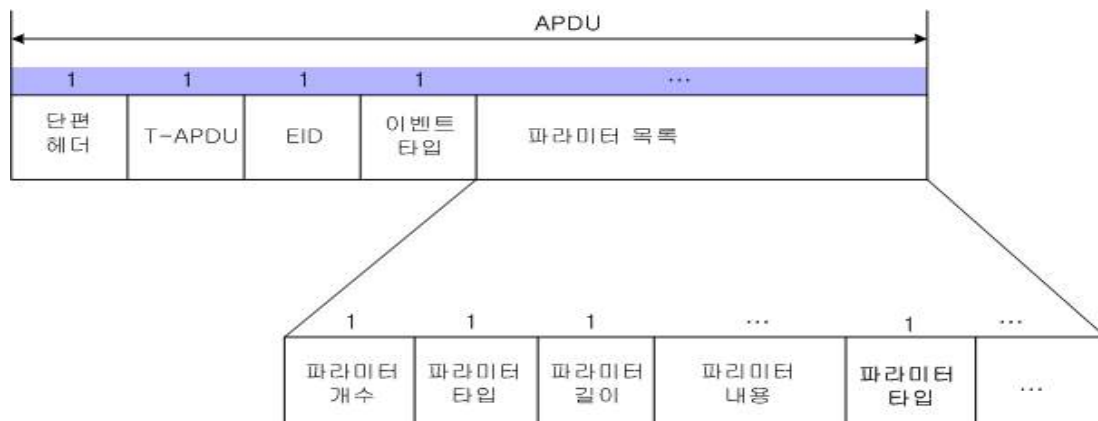 APDU
1 1 1 1 ...
단편 헤더 T-APDU EID 이벤트 타입 파라미터 목록
1 1 1 ... 1 ...
파라미터 개수 파라미터 타입 파라미터 길이 파리미터 내용 파라미터 타입 ...